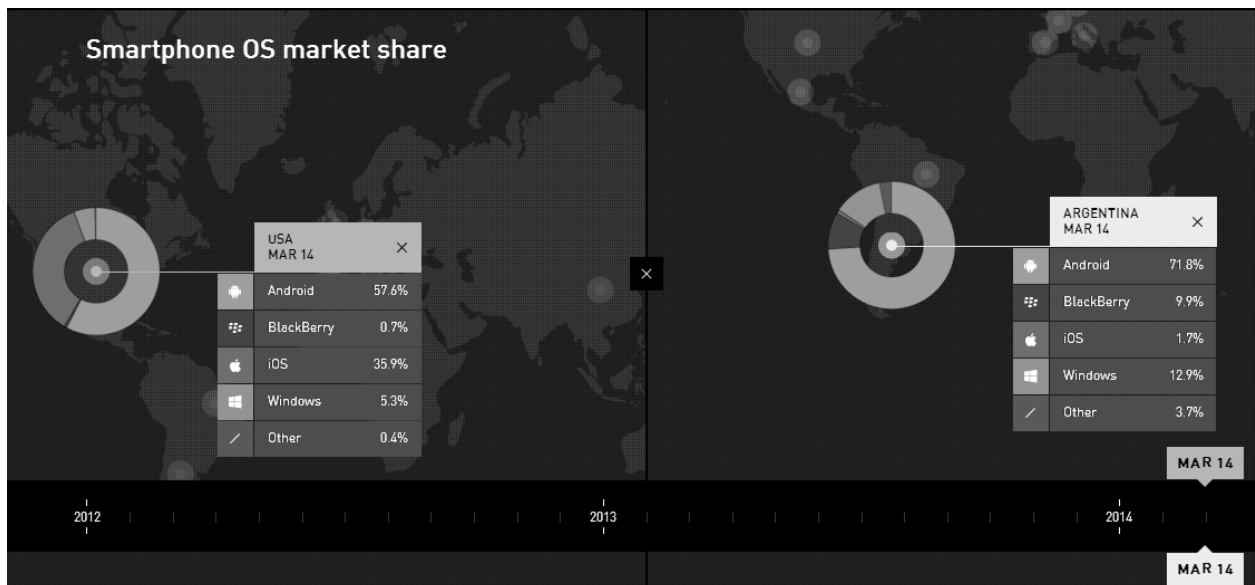 Smartphone OS market share
USA
MAR 14
Android 57.6%
BlackBerry 0.7%
iOS 35.9%
Windows 5.3%
Other 0.4%
ARGENTINA
MAR 14
Android 71.8%
BlackBerry 9.9%
iOS 1.7%
Windows 12.9%
Other 3.7%
MAR 14
2012 2013 2014
MAR 14